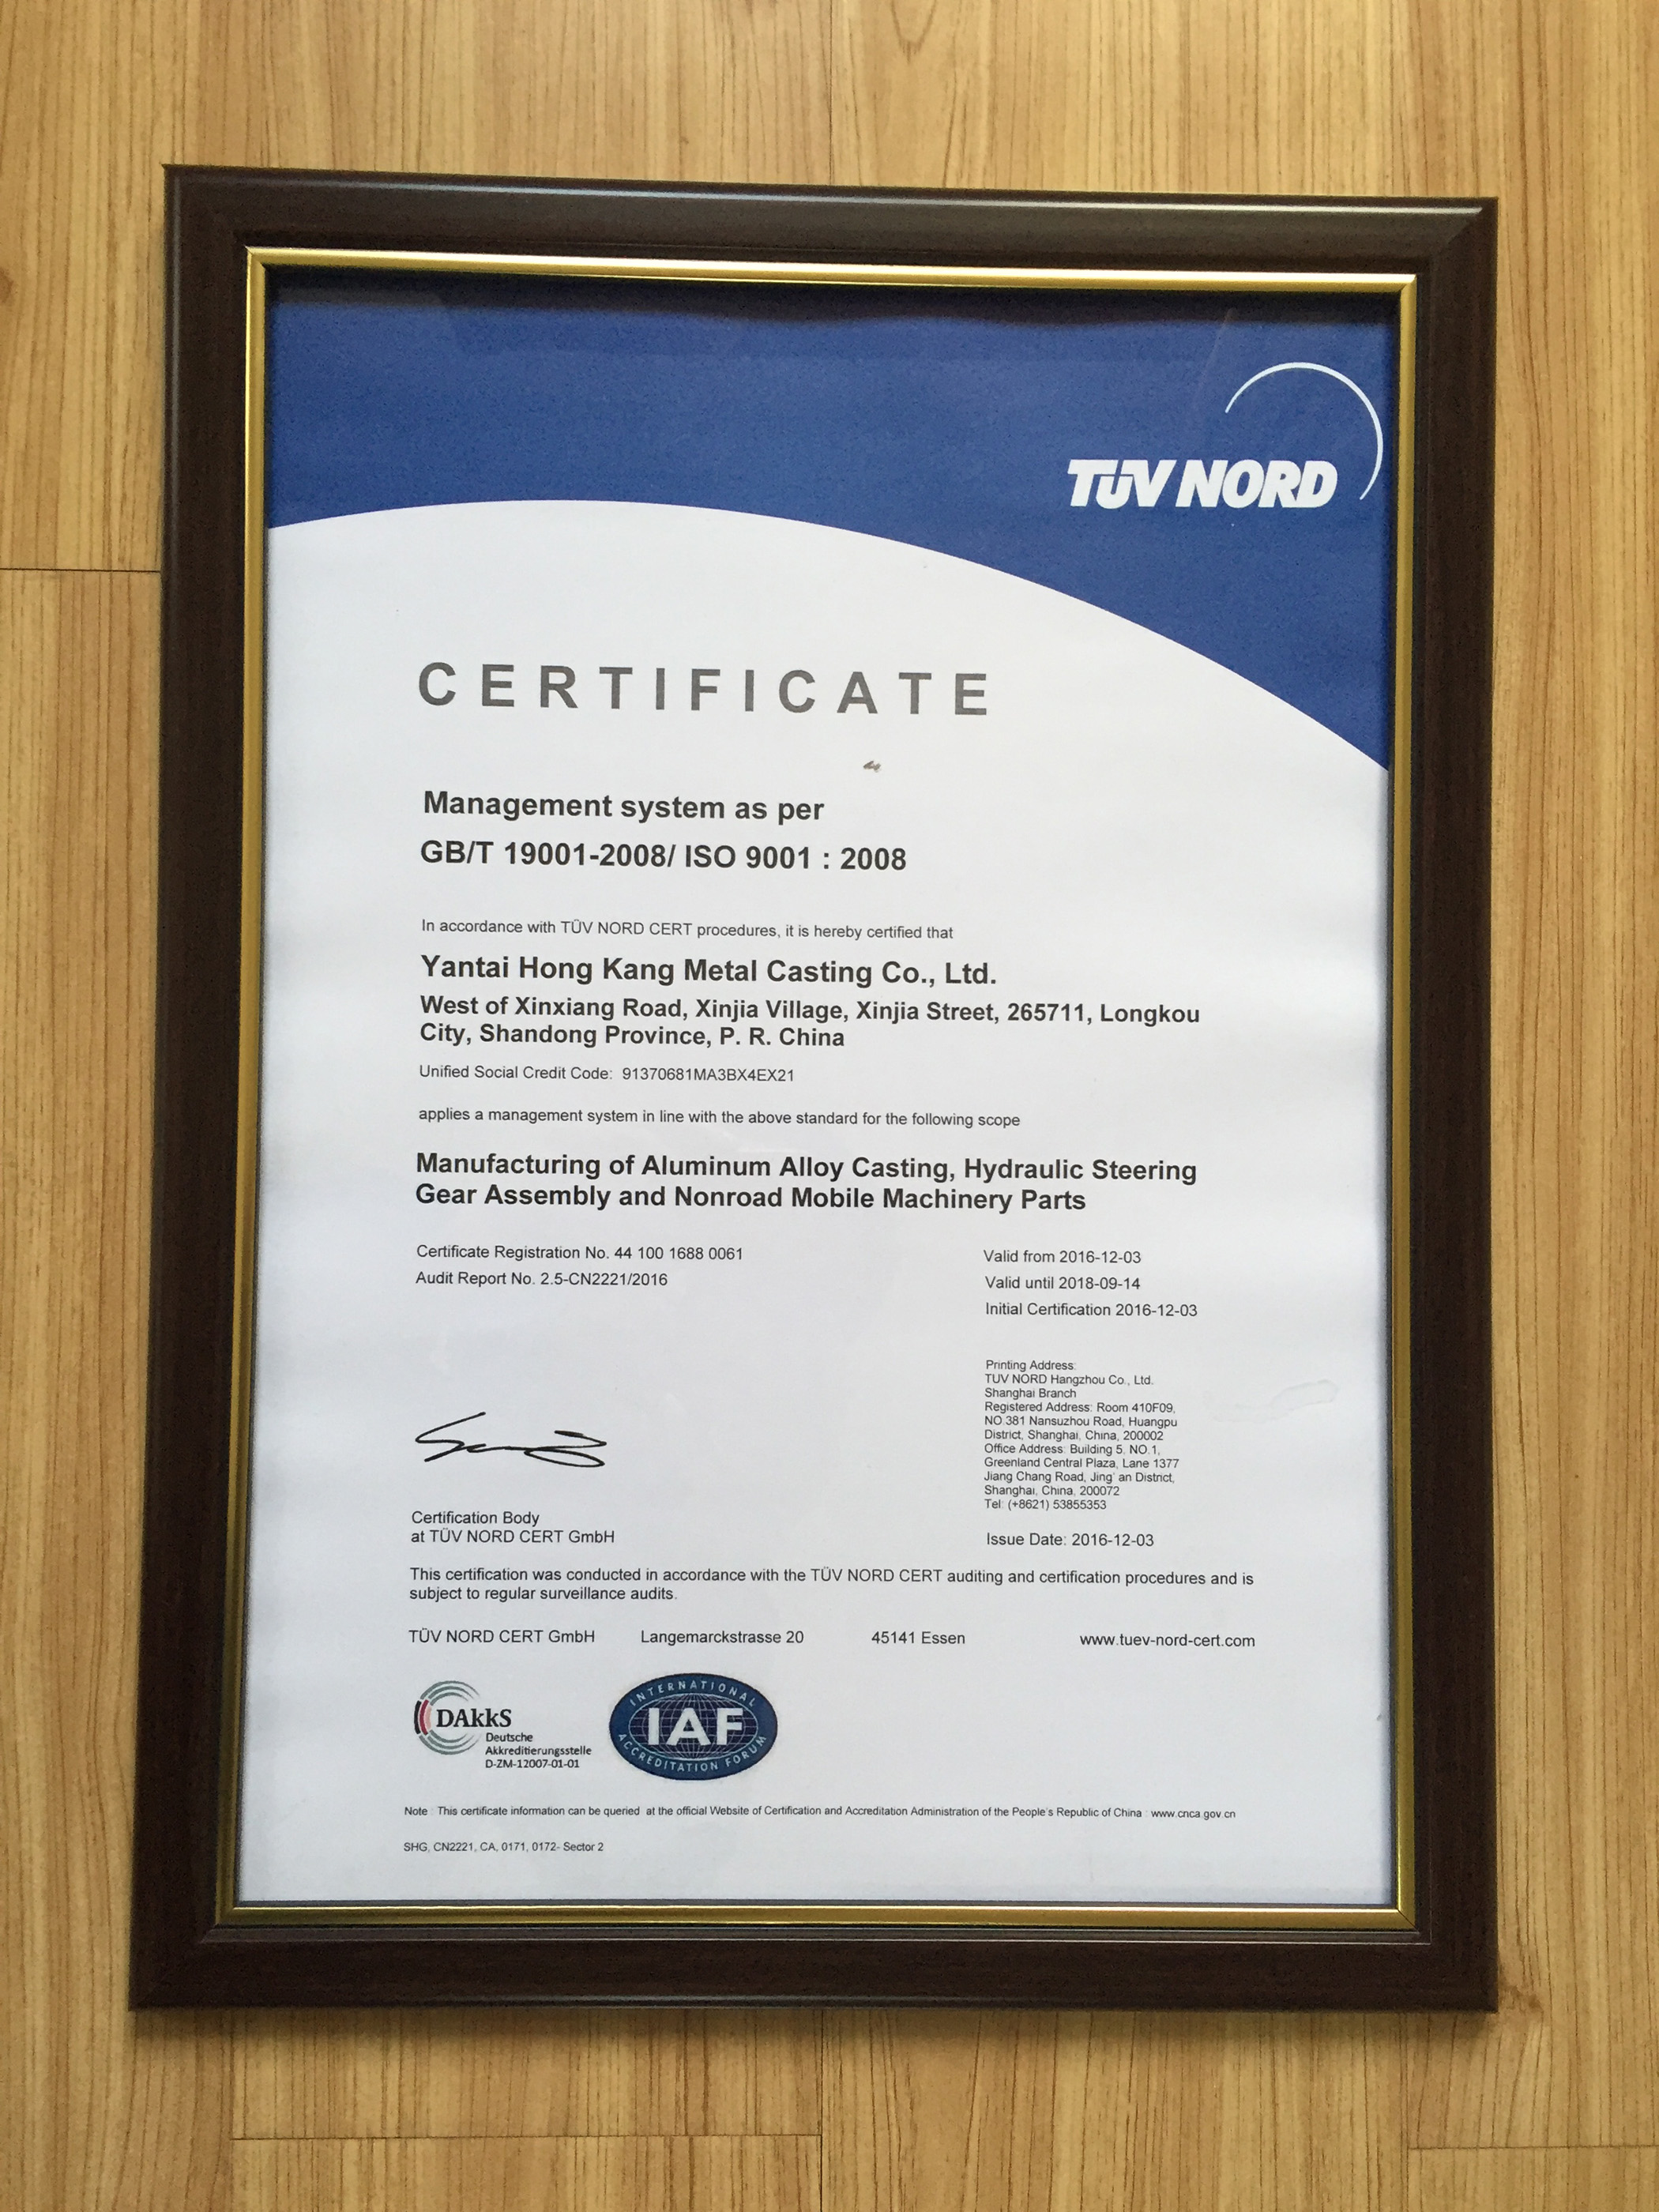 TÜV NORD
CERTIFICATE
Management system as per
GB/T 19001-2008/ ISO 9001 : 2008
In accordance with TÜV NORD CERT procedures, it is hereby certified that
Yantai Hong Kang Metal Casting Co., Ltd.
West of Xinxiang Road, Xinjia Village, Xinjia Street, 265711, Longkou
City, Shandong Province, P. R. China
Unified Social Credit Code: 91370681MA3BX4EX21
applies a management system in line with the above standard for the following scope
Manufacturing of Aluminum Alloy Casting, Hydraulic Steering
Gear Assembly and Nonroad Mobile Machinery Parts
Certificate Registration No. 44 100 1688 0061
Audit Report No. 2.5-CN2221/2016
Valid from 2016-12-03
Valid until 2018-09-14
Initial Certification 2016-12-03
Printing Address:
TUV NORD Hangzhou Co., Ltd.
Shanghai Branch
Registered Address: Room 410F09,
NO.381 Nansuzhou Road, Huangpu
District, Shanghai, China, 200002
Office Address: Building 5, NO.1,
Greenland Central Plaza, Lane 1377
Jiang Chang Road, Jing' an District,
Shanghai, China, 200072
Tel: (+8621) 53855353
Certification Body
at TÜV NORD CERT GmbH
Issue Date: 2016-12-03
This certification was conducted in accordance with the TÜV NORD CERT auditing and certification procedures and is
subject to regular surveillance audits.
TÜV NORD CERT GmbH Langemarckstrasse 20 45141 Essen www.tuev-nord-cert.com
DAkkS
Deutsche
Akkreditierungsstelle
D-ZM-12007-01-01
INTERNATIONAL
IAF
ACCREDITATION FORUM
Note : This certificate information can be queried at the official Website of Certification and Accreditation Administration of the People's Republic of China : www.cnca.gov.cn
SHG, CN2221, CA, 0171, 0172- Sector 2